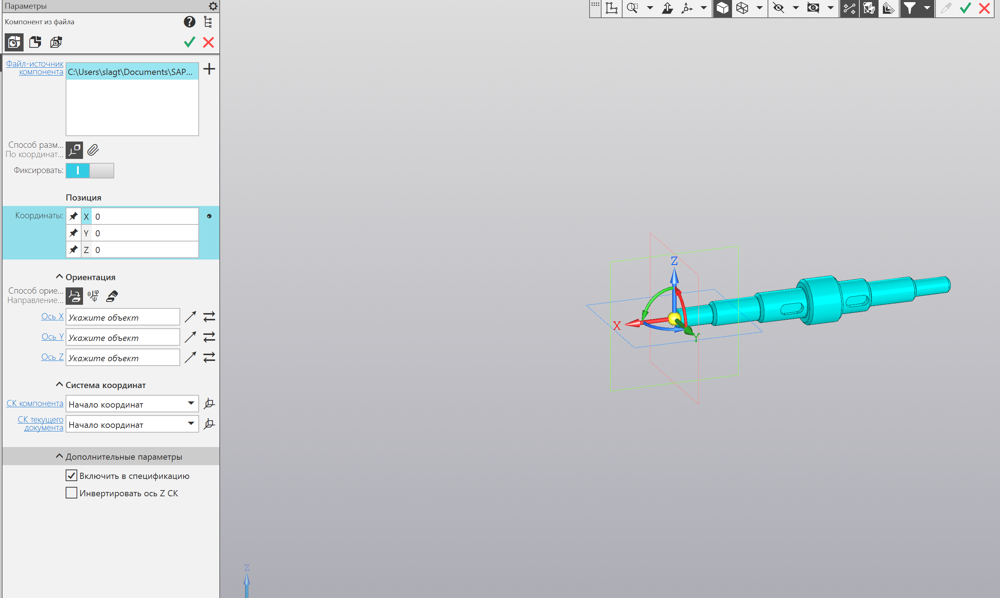 Параметры
Компонент из файла
Файл-источник
компонента
C:\Users\slagt\Documents\SAP...
Способ разм...
По координат...
Фиксировать:
Позиция
Координаты:
X 0
Y 0
Z 0
Ориентация
Способ орие...
Направление...
θ φ ψ
Ось X
Укажите объект
Ось Y
Укажите объект
Ось Z
Укажите объект
Система координат
СК компонента
Начало координат
СК текущего
документа
Начало координат
Дополнительные параметры
Включить в спецификацию
Инвертировать ось Z СК
Z
X
Y
Z